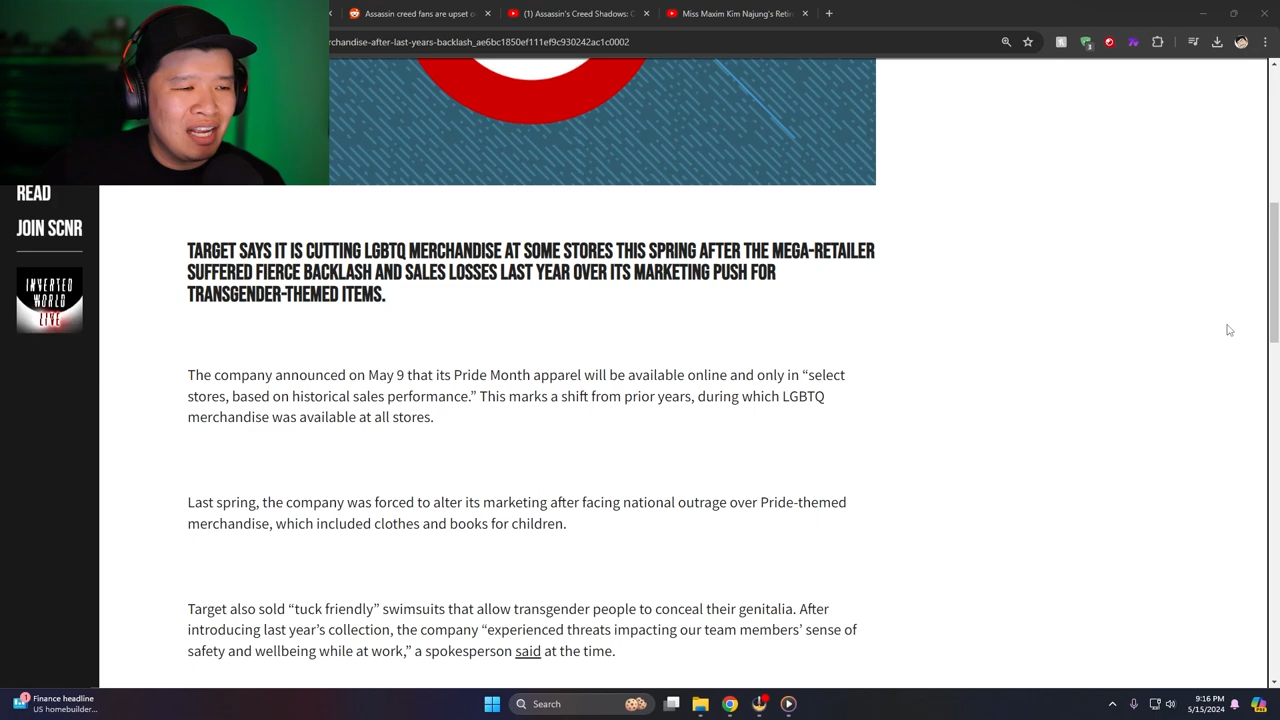 Assassin creed fans are upset o
(1) Assassin's Creed Shadows: C
Miss Maxim Kim Najung's Retir
rchandise-after-last-years-backlash_ae6bc1850ef111ef9c930242ac1c0002
READ
JOIN SCNR
INVERTED
WORLD
LIVE
TARGET SAYS IT IS CUTTING LGBTQ MERCHANDISE AT SOME STORES THIS SPRING AFTER THE MEGA-RETAILER
SUFFERED FIERCE BACKLASH AND SALES LOSSES LAST YEAR OVER ITS MARKETING PUSH FOR
TRANSGENDER-THEMED ITEMS.
The company announced on May 9 that its Pride Month apparel will be available online and only in “select
stores, based on historical sales performance.” This marks a shift from prior years, during which LGBTQ
merchandise was available at all stores.
Last spring, the company was forced to alter its marketing after facing national outrage over Pride-themed
merchandise, which included clothes and books for children.
Target also sold “tuck friendly” swimsuits that allow transgender people to conceal their genitalia. After
introducing last year’s collection, the company “experienced threats impacting our team members’ sense of
safety and wellbeing while at work,” a spokesperson said at the time.
1
Finance headline
US homebuilder...
Search
9:16 PM
5/15/2024